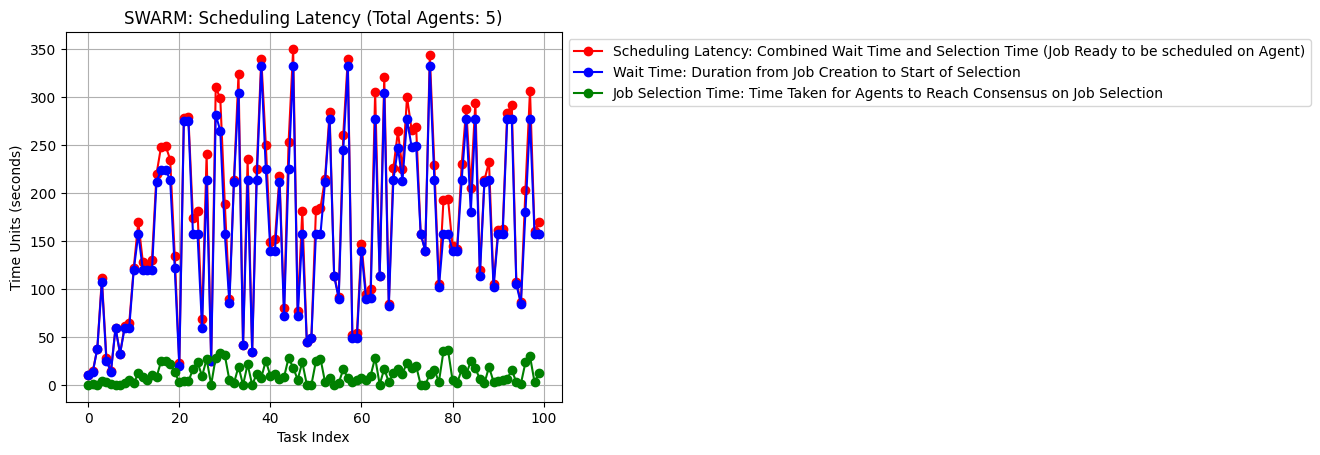 SWARM: Scheduling Latency (Total Agents: 5)
Scheduling Latency: Combined Wait Time and Selection Time (Job Ready to be scheduled on Agent)
Wait Time: Duration from Job Creation to Start of Selection
Job Selection Time: Time Taken for Agents to Reach Consensus on Job Selection
Time Units (seconds)
350
300
250
200
150
100
50
0
0 20 40 60 80 100
Task Index